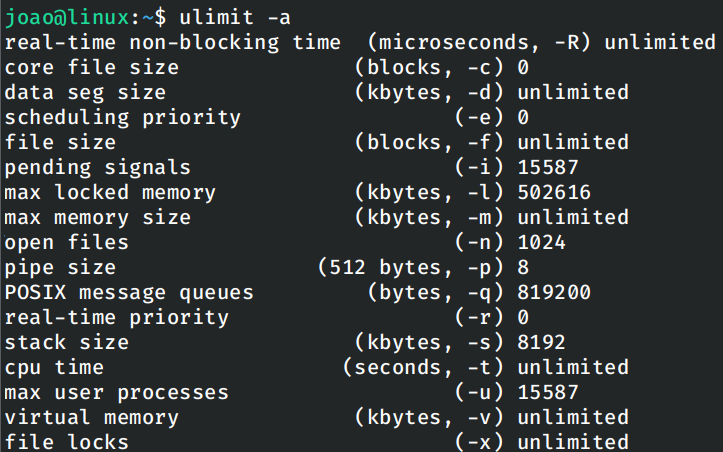 joao@linux:~$ ulimit -a
real-time non-blocking time  (microseconds, -R) unlimited
core file size              (blocks, -c) 0
data seg size               (kbytes, -d) unlimited
scheduling priority                 (-e) 0
file size                   (blocks, -f) unlimited
pending signals                     (-i) 15587
max locked memory           (kbytes, -l) 502616
max memory size             (kbytes, -m) unlimited
open files                          (-n) 1024
pipe size                (512 bytes, -p) 8
POSIX message queues         (bytes, -q) 819200
real-time priority                  (-r) 0
stack size                  (kbytes, -s) 8192
cpu time                   (seconds, -t) unlimited
max user processes                  (-u) 15587
virtual memory              (kbytes, -v) unlimited
file locks                          (-x) unlimited